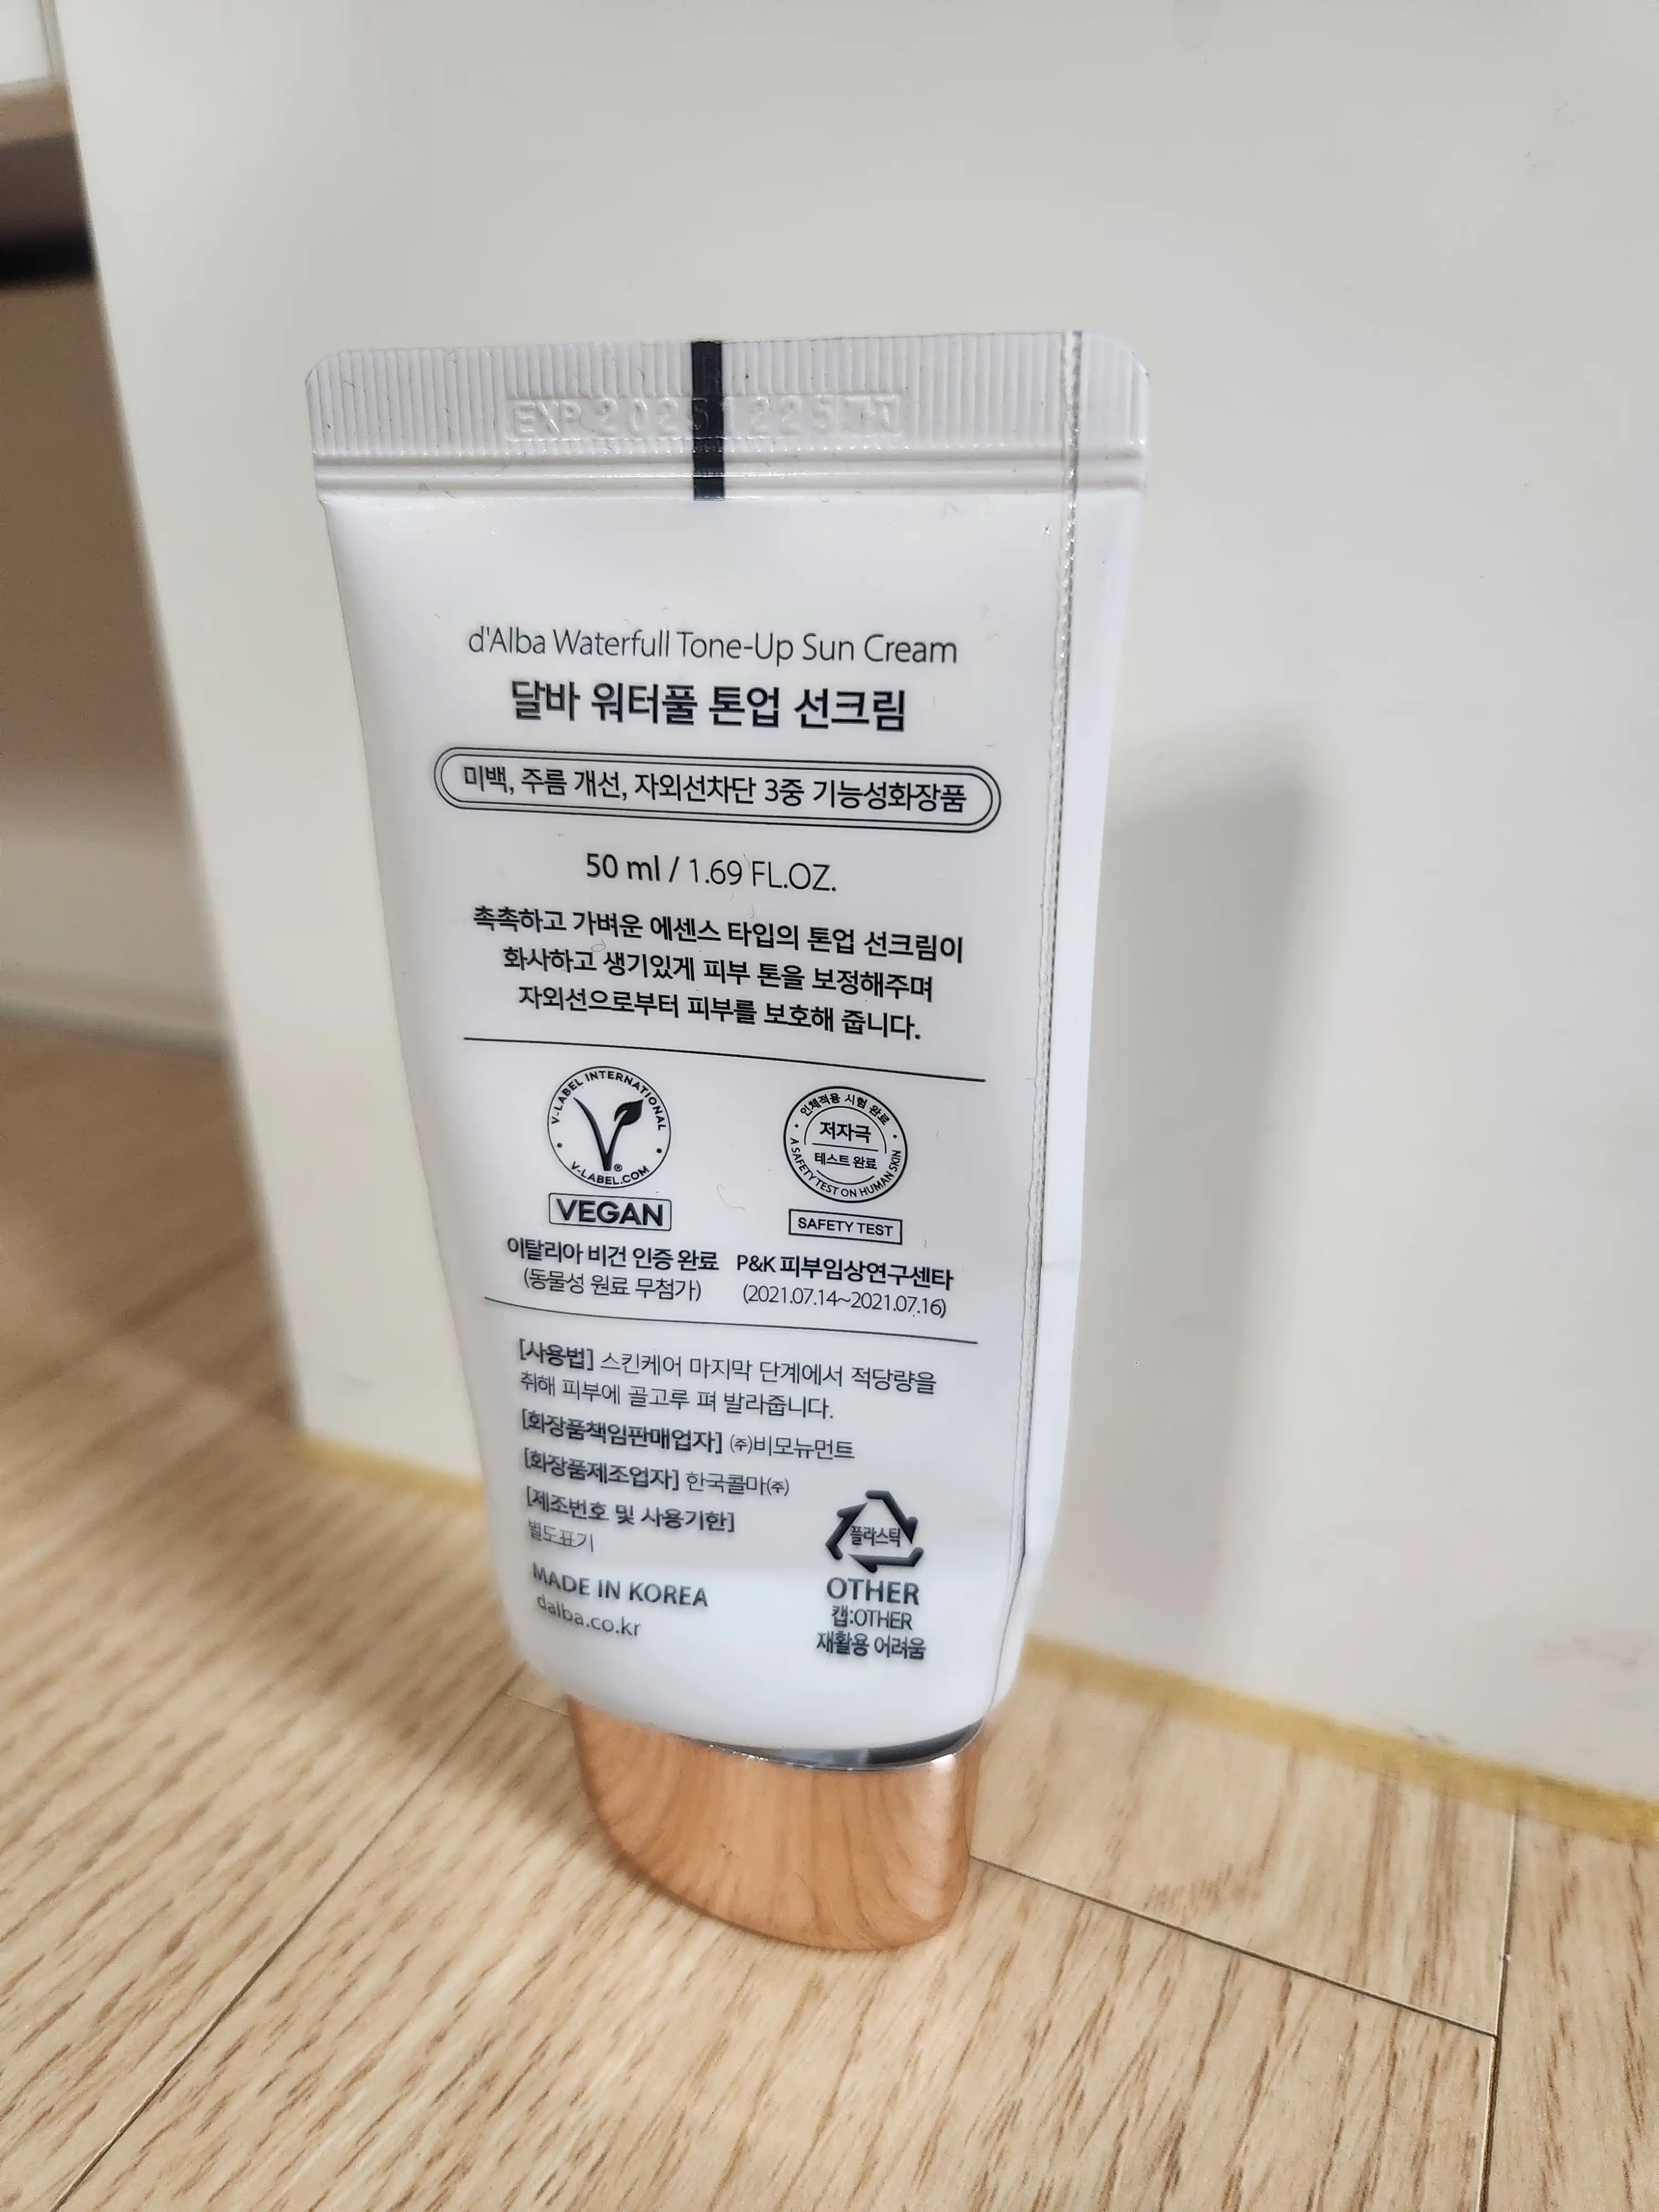 EXP 20251225
d'Alba Waterfull Tone-Up Sun Cream
달바 워터풀 톤업 선크림
미백, 주름 개선, 자외선차단 3중 기능성화장품
50 ml / 1.69 FL.OZ.
촉촉하고 가벼운 에센스 타입의 톤업 선크림이
화사하고 생기있게 피부 톤을 보정해주며
자외선으로부터 피부를 보호해 줍니다.
V-LABEL INTERNATIONAL
V-LABEL.COM
®
VEGAN
이탈리아 비건 인증 완료
(동물성 원료 무첨가)
인체적용 시험 완료
저자극
테스트 완료
A SAFETY TEST ON HUMAN SKIN
SAFETY TEST
P&K 피부임상연구센타
(2021.07.14~2021.07.16)
[사용법] 스킨케어 마지막 단계에서 적당량을
취해 피부에 골고루 펴 발라줍니다.
[화장품책임판매업자] ㈜비모뉴먼트
[화장품제조업자] 한국콜마㈜
[제조번호 및 사용기한]
별도표기
MADE IN KOREA
dalba.co.kr
플라스틱
OTHER
캡:OTHER
재활용 어려움